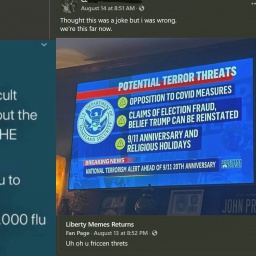 August 14 at 8:51 AM ·
Thought this was a joke but i was wrong.
we're this far now.
cult
out the
HE
u to
000 flu
POTENTIAL TERROR THREATS
OPPOSITION TO COVID MEASURES
CLAIMS OF ELECTION FRAUD,
BELIEF TRUMP CAN BE REINSTATED
9/11 ANNIVERSARY AND
RELIGIOUS HOLIDAYS
BREAKING NEWS
NATIONAL TERRORISM ALERT AHEAD OF 9/11 20TH ANNIVERSARY
JOHN PR
Liberty Memes Returns
Fan Page · August 13 at 8:52 PM ·
Uh oh u friccen threts